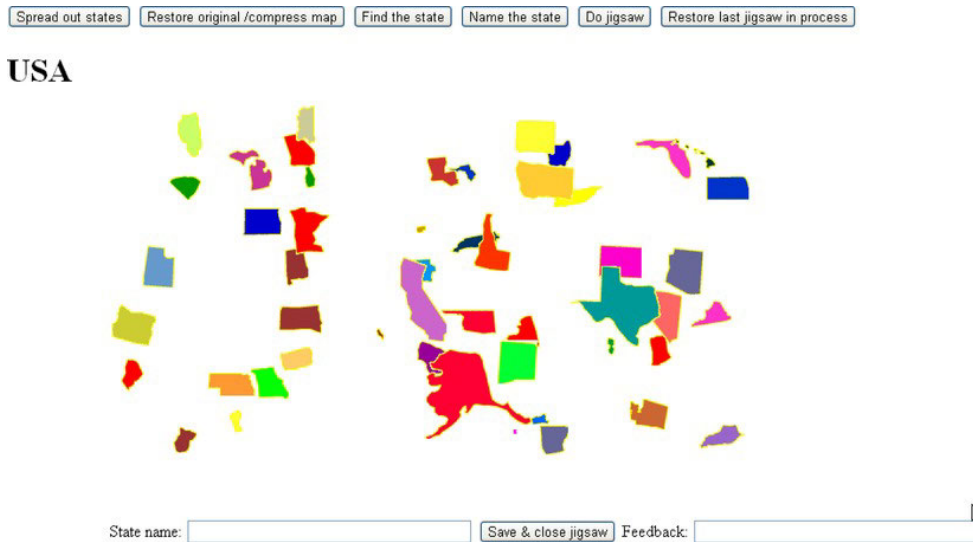 Spread out states Restore original /compress map Find the state Name the state Do jigsaw Restore last jigsaw in process
USA
State name: Save & close jigsaw Feedback: